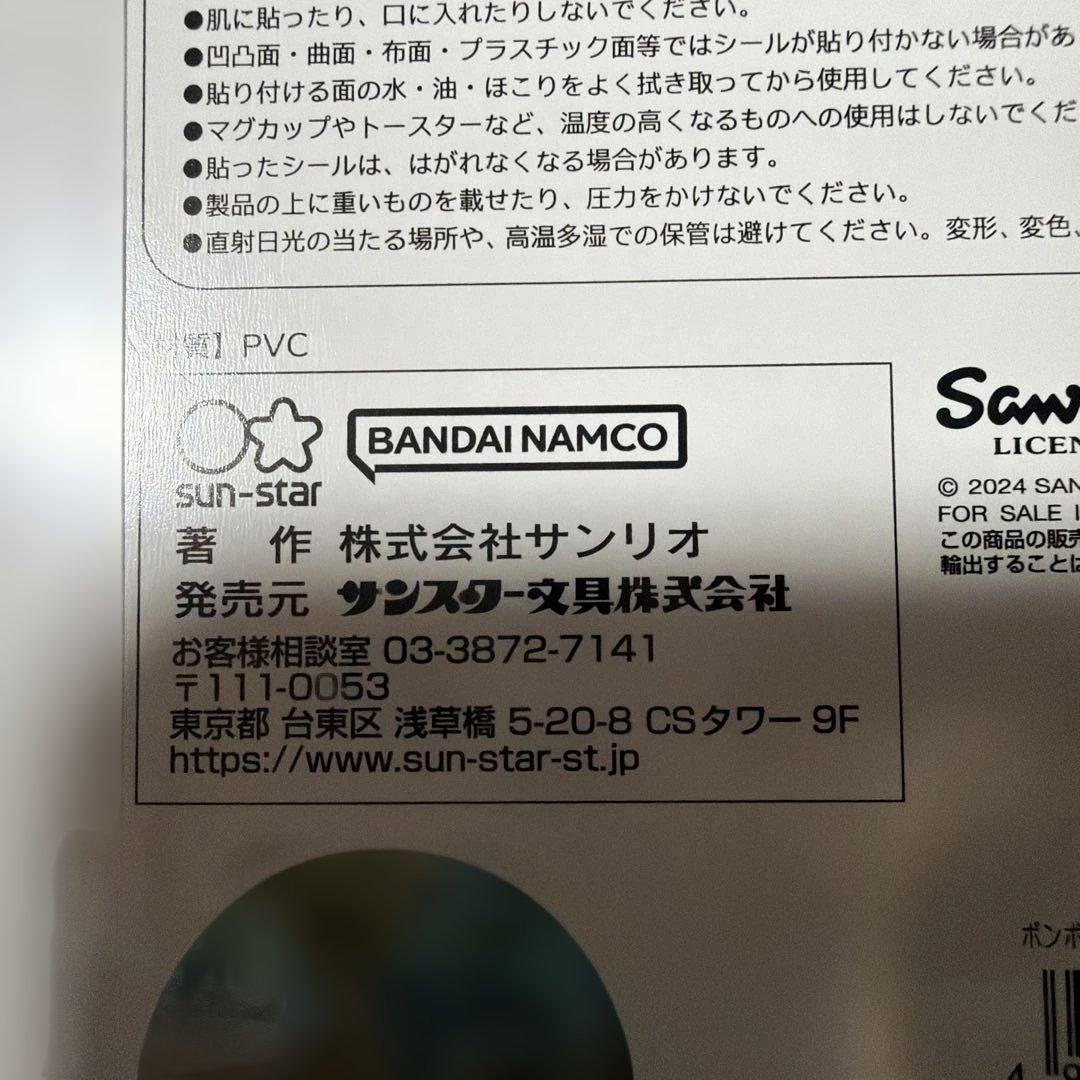 ●肌に貼ったり、口に入れたりしないでください。
●凹凸面・曲面・布面・プラスチック面等ではシールが貼り付かない場合があ
●貼り付ける面の水・油・ほこりをよく拭き取ってから使用してください。
●マグカップやトースターなど、温度の高くなるものへの使用はしないでくだ
●貼ったシールは、はがれなくなる場合があります。
●製品の上に重いものを載せたり、圧力をかけないでください。
●直射日光の当たる場所や、高温多湿での保管は避けてください。変形、変色、
質】PVC
sun-star
BANDAI NAMCO
著 作 株式会社サンリオ
発売元 サンスター文具株式会社
お客様相談室 03-3872-7141
〒111-0053
東京都 台東区 浅草橋 5-20-8 CSタワー 9F
https://www.sun-star-st.jp
San
LICEN
© 2024 SAN
FOR SALE I
この商品の販売
輸出することは
ボンボ
4 9